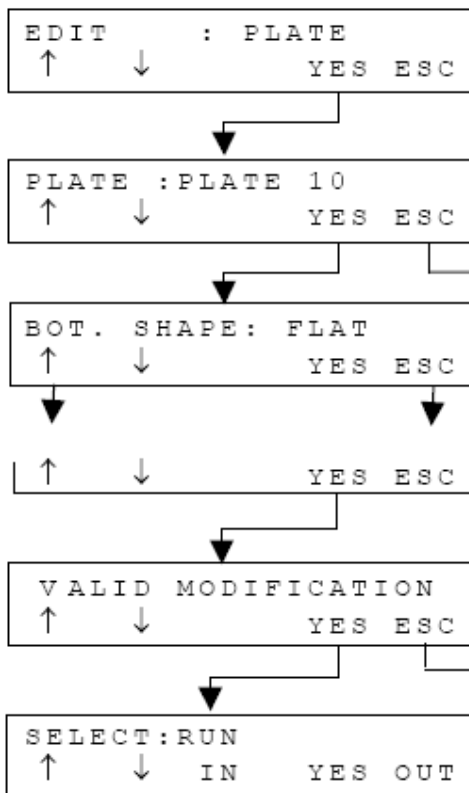 EDIT : PLATE
↑ ↓ YES ESC
PLATE :PLATE 10
↑ ↓ YES ESC
BOT. SHAPE: FLAT
↑ ↓ YES ESC
↑ ↓ YES ESC
VALID MODIFICATION
↑ ↓ YES ESC
SELECT:RUN
↑ ↓ IN YES OUT